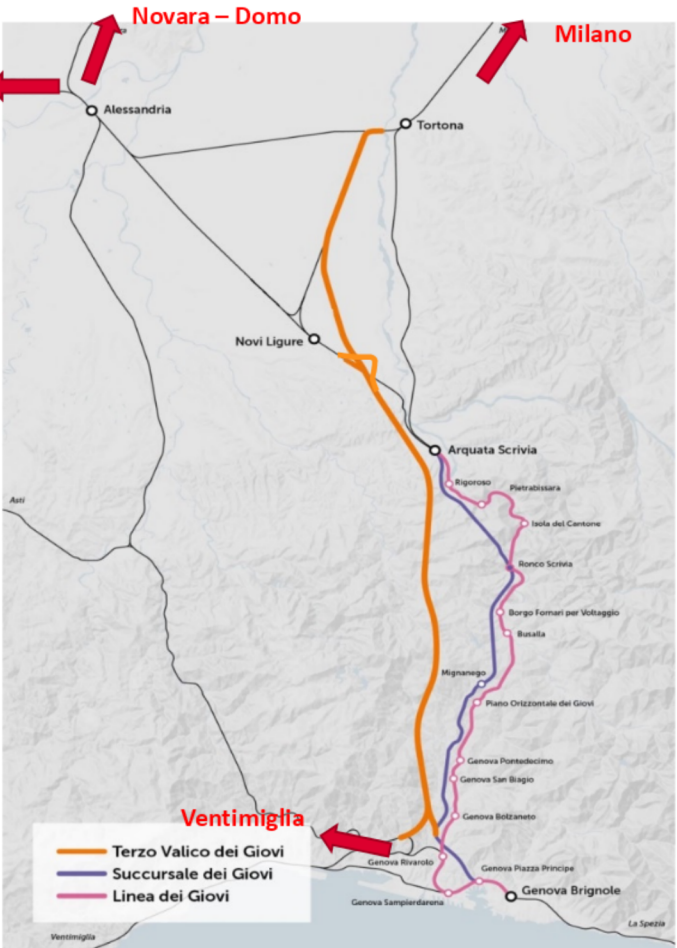 Novara – Domo
Milano
Alessandria
Tortona
Novi Ligure
Arquata Scrivia
Rigoroso
Pietrabissara
Asti
Isola del Cantone
Ronco Scrivia
Borgo Fornari per Voltaggio
Busalla
Mignanego
Piano Orizzontale dei Giovi
Genova Pontedecimo
Genova San Biagio
Ventimiglia
Genova Bolzaneto
Terzo Valico dei Giovi
Genova Rivarolo
Succursale dei Giovi
Genova Piazza Principe
Linea dei Giovi
Genova Brignole
Genova Sampierdarena
La Spezia
Ventimiglia